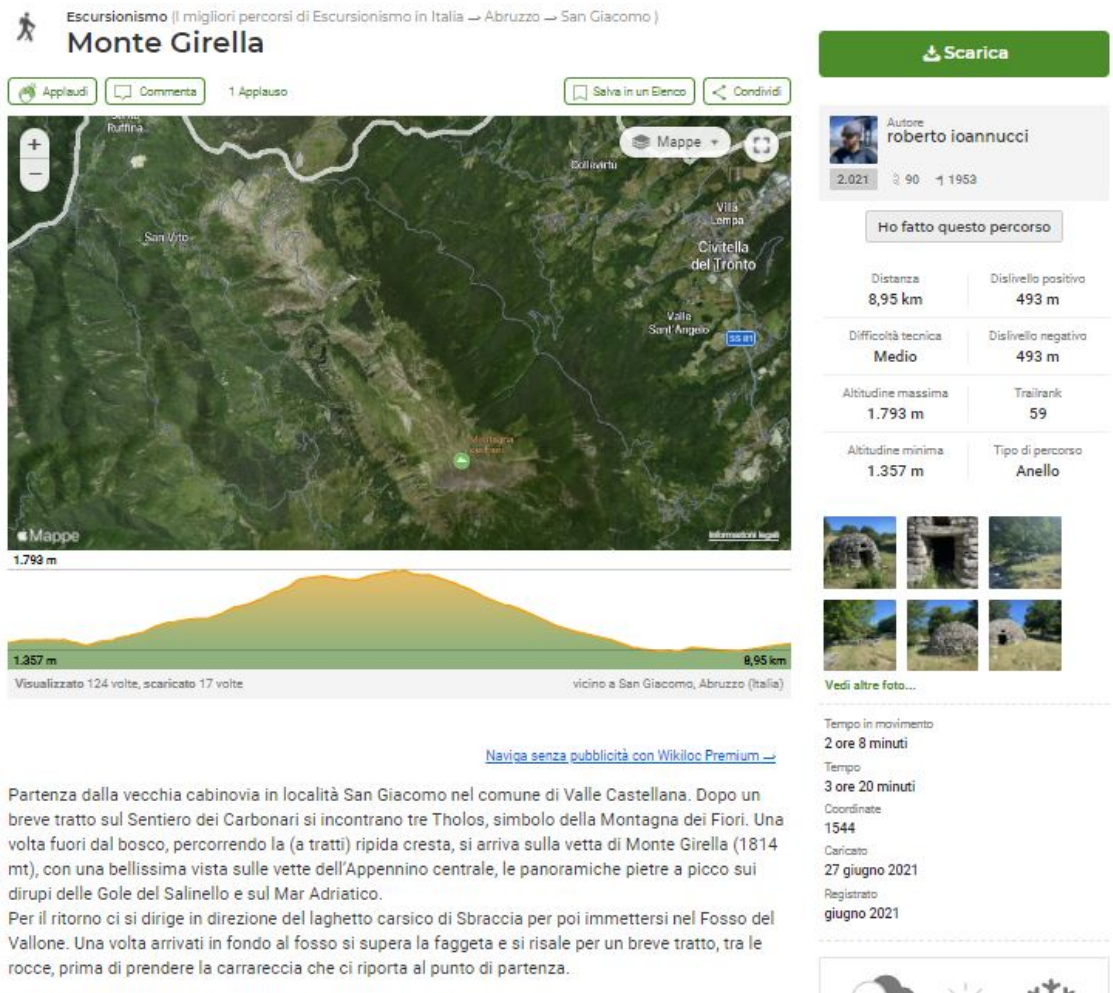 Escursionismo (I migliori percorsi di Escursionismo in Italia → Abruzzo → San Giacomo )
Monte Girella
Applaudi
Commenta
1 Applauso
Salva in un Elenco
Condividi
Ruffina
+
−
Mappe
Collevirtù
Villa
Lempa
San Vito
Civitella
del Tronto
Valle
Sant'Angelo
SS 81
Montagna
dei Fiori
Mappe
Informazioni legali
1.793 m
1.357 m
8,95 km
Visualizzato 124 volte, scaricato 17 volte
vicino a San Giacomo, Abruzzo (Italia)
Naviga senza pubblicità con Wikiloc Premium →
Partenza dalla vecchia cabinovia in località San Giacomo nel comune di Valle Castellana. Dopo un
breve tratto sul Sentiero dei Carbonari si incontrano tre Tholos, simbolo della Montagna dei Fiori. Una
volta fuori dal bosco, percorrendo la (a tratti) ripida cresta, si arriva sulla vetta di Monte Girella (1814
mt), con una bellissima vista sulle vette dell'Appennino centrale, le panoramiche pietre a picco sui
dirupi delle Gole del Salinello e sul Mar Adriatico.
Per il ritorno ci si dirige in direzione del laghetto carsico di Sbraccia per poi immettersi nel Fosso del
Vallone. Una volta arrivati in fondo al fosso si supera la faggeta e si risale per un breve tratto, tra le
rocce, prima di prendere la carrareccia che ci riporta al punto di partenza.
Scarica
Autore
roberto ioannucci
2.021 90 1953
Ho fatto questo percorso
Distanza
8,95 km
Dislivello positivo
493 m
Difficoltà tecnica
Medio
Dislivello negativo
493 m
Altitudine massima
1.793 m
Trailrank
59
Altitudine minima
1.357 m
Tipo di percorso
Anello
Vedi altre foto...
Tempo in movimento
2 ore 8 minuti
Tempo
3 ore 20 minuti
Coordinate
1544
Caricato
27 giugno 2021
Registrato
giugno 2021